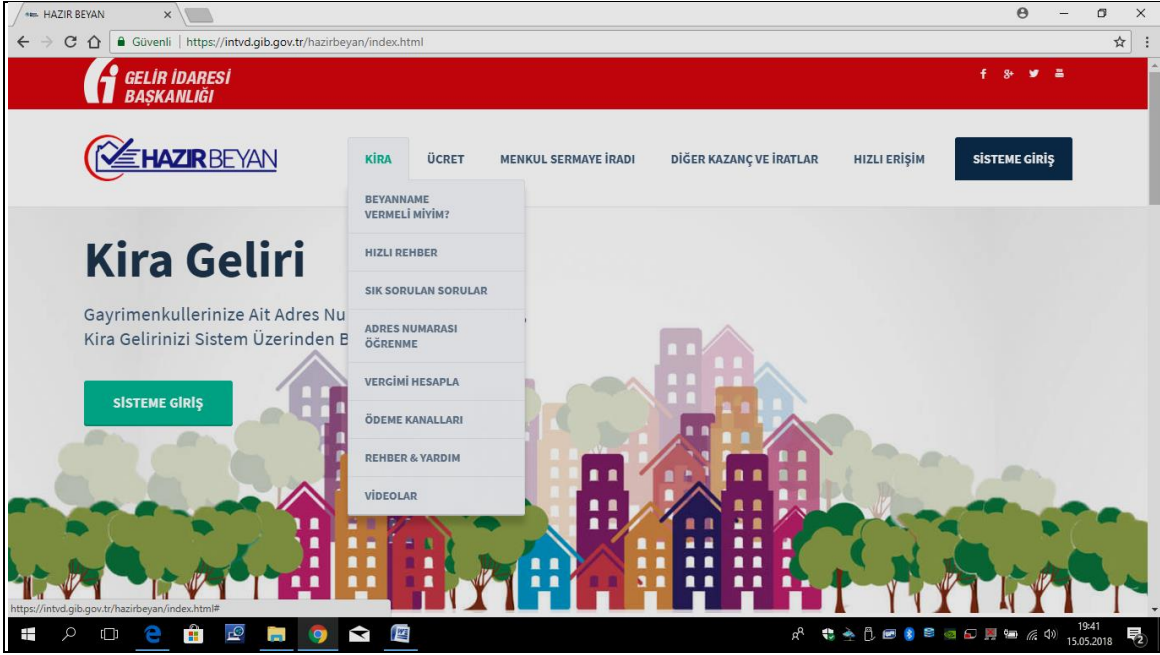 HAZIR BEYAN
Güvenli | https://intvd.gib.gov.tr/hazirbeyan/index.html
GELİR İDARESİ
BAŞKANLIĞI
HAZIRBEYAN
KİRA ÜCRET MENKUL SERMAYE İRADI DİĞER KAZANÇ VE İRATLAR HIZLI ERİŞİM SİSTEME GİRİŞ
BEYANNAME
VERMELİ MİYİM?
HIZLI REHBER
SIK SORULAN SORULAR
ADRES NUMARASI
ÖĞRENME
VERGİMİ HESAPLA
ÖDEME KANALLARI
REHBER & YARDIM
VİDEOLAR
Kira Geliri
Gayrimenkullerinize Ait Adres Nu
Kira Gelirinizi Sistem Üzerinden B
SİSTEME GİRİŞ
https://intvd.gib.gov.tr/hazirbeyan/index.html#
19:41
15.05.2018